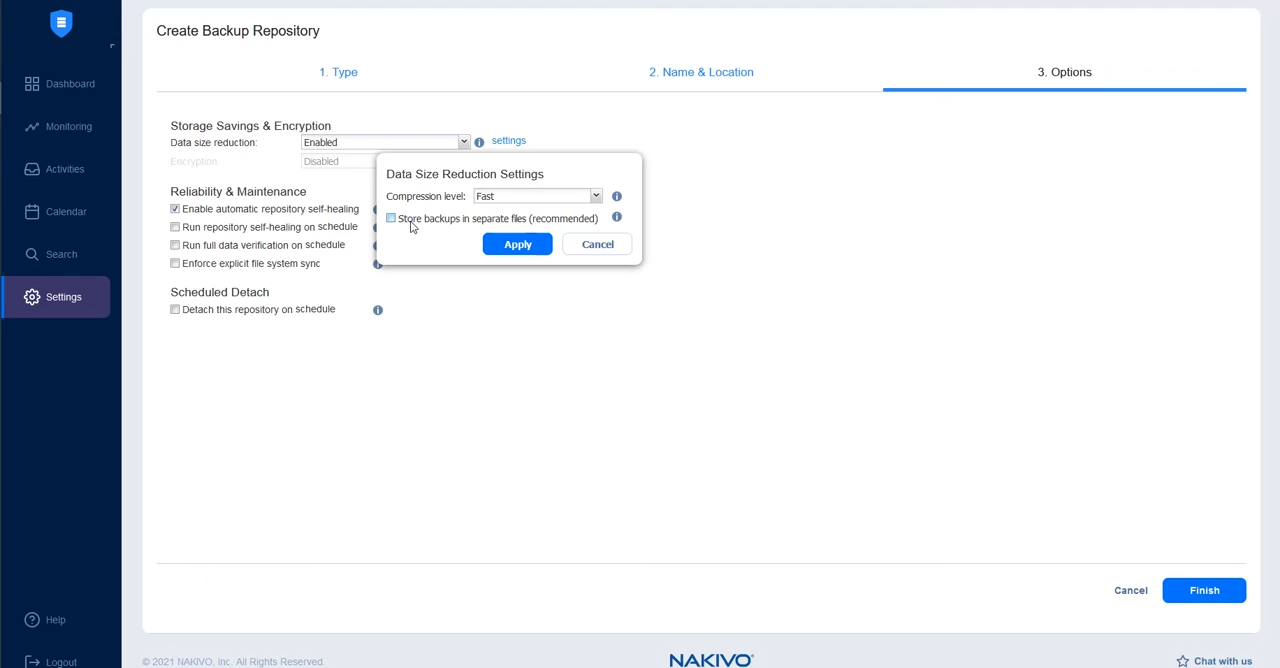 Create Backup Repository
1. Type
2. Name & Location
3. Options
Dashboard
Monitoring
Activities
Calendar
Search
Settings
Help
Logout
Storage Savings & Encryption
Data size reduction:
Enabled
settings
Encryption
Disabled
Reliability & Maintenance
Enable automatic repository self-healing
Run repository self-healing on schedule
Run full data verification on schedule
Enforce explicit file system sync
Scheduled Detach
Detach this repository on schedule
Data Size Reduction Settings
Compression level:
Fast
Store backups in separate files (recommended)
Apply
Cancel
Cancel
Finish
© 2021 NAKIVO, Inc. All Rights Reserved.
NAKIVO®
Chat with us